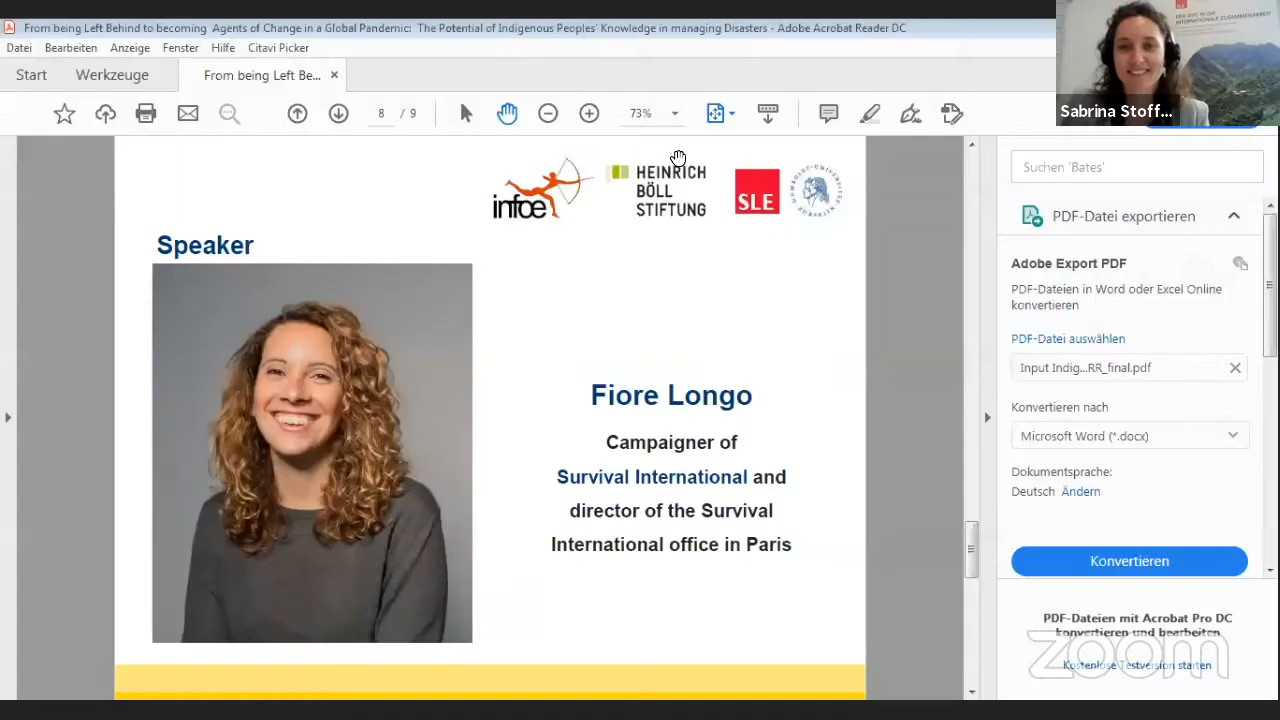 From being Left Behind to becoming Agents of Change in a Global Pandemic: The Potential of Indigenous Peoples' Knowledge in managing Disasters - Adobe Acrobat Reader DC
Datei Bearbeiten Anzeige Fenster Hilfe Citavi Picker
Start Werkzeuge From being Left Be... ×
8 / 9 73%
Sabrina Stoff...
infoe
HEINRICH
BÖLL
STIFTUNG
SLE
Speaker
Fiore Longo
Campaigner of
Survival International and
director of the Survival
International office in Paris
Suchen 'Bates'
PDF-Datei exportieren
Adobe Export PDF
PDF-Dateien in Word oder Excel Online
konvertieren
PDF-Datei auswählen
Input Indig...RR_final.pdf
Konvertieren nach
Microsoft Word (*.docx)
Dokumentsprache:
Deutsch Ändern
Konvertieren
PDF-Dateien mit Acrobat Pro DC
konvertieren und bearbeiten
Kostenlose Testversion starten
zoom